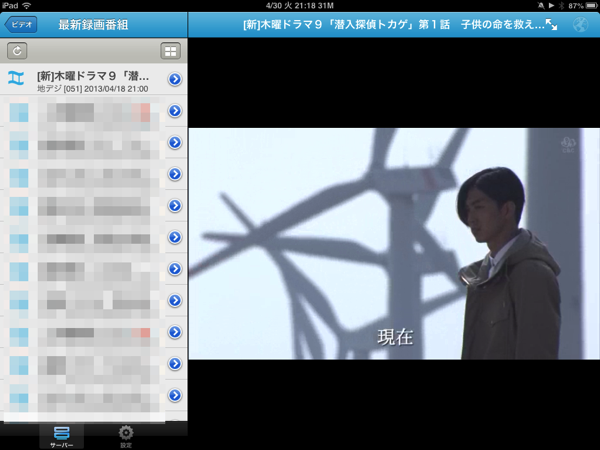 iPad
4/30 火 21:18 31M
87%
ビデオ
最新録画番組
[新]木曜ドラマ９「潜入探偵トカゲ」第１話　子供の命を救え...
[新]木曜ドラマ９「潜...
地デジ [051] 2013/04/18 21:00
現在
サーバー
設定